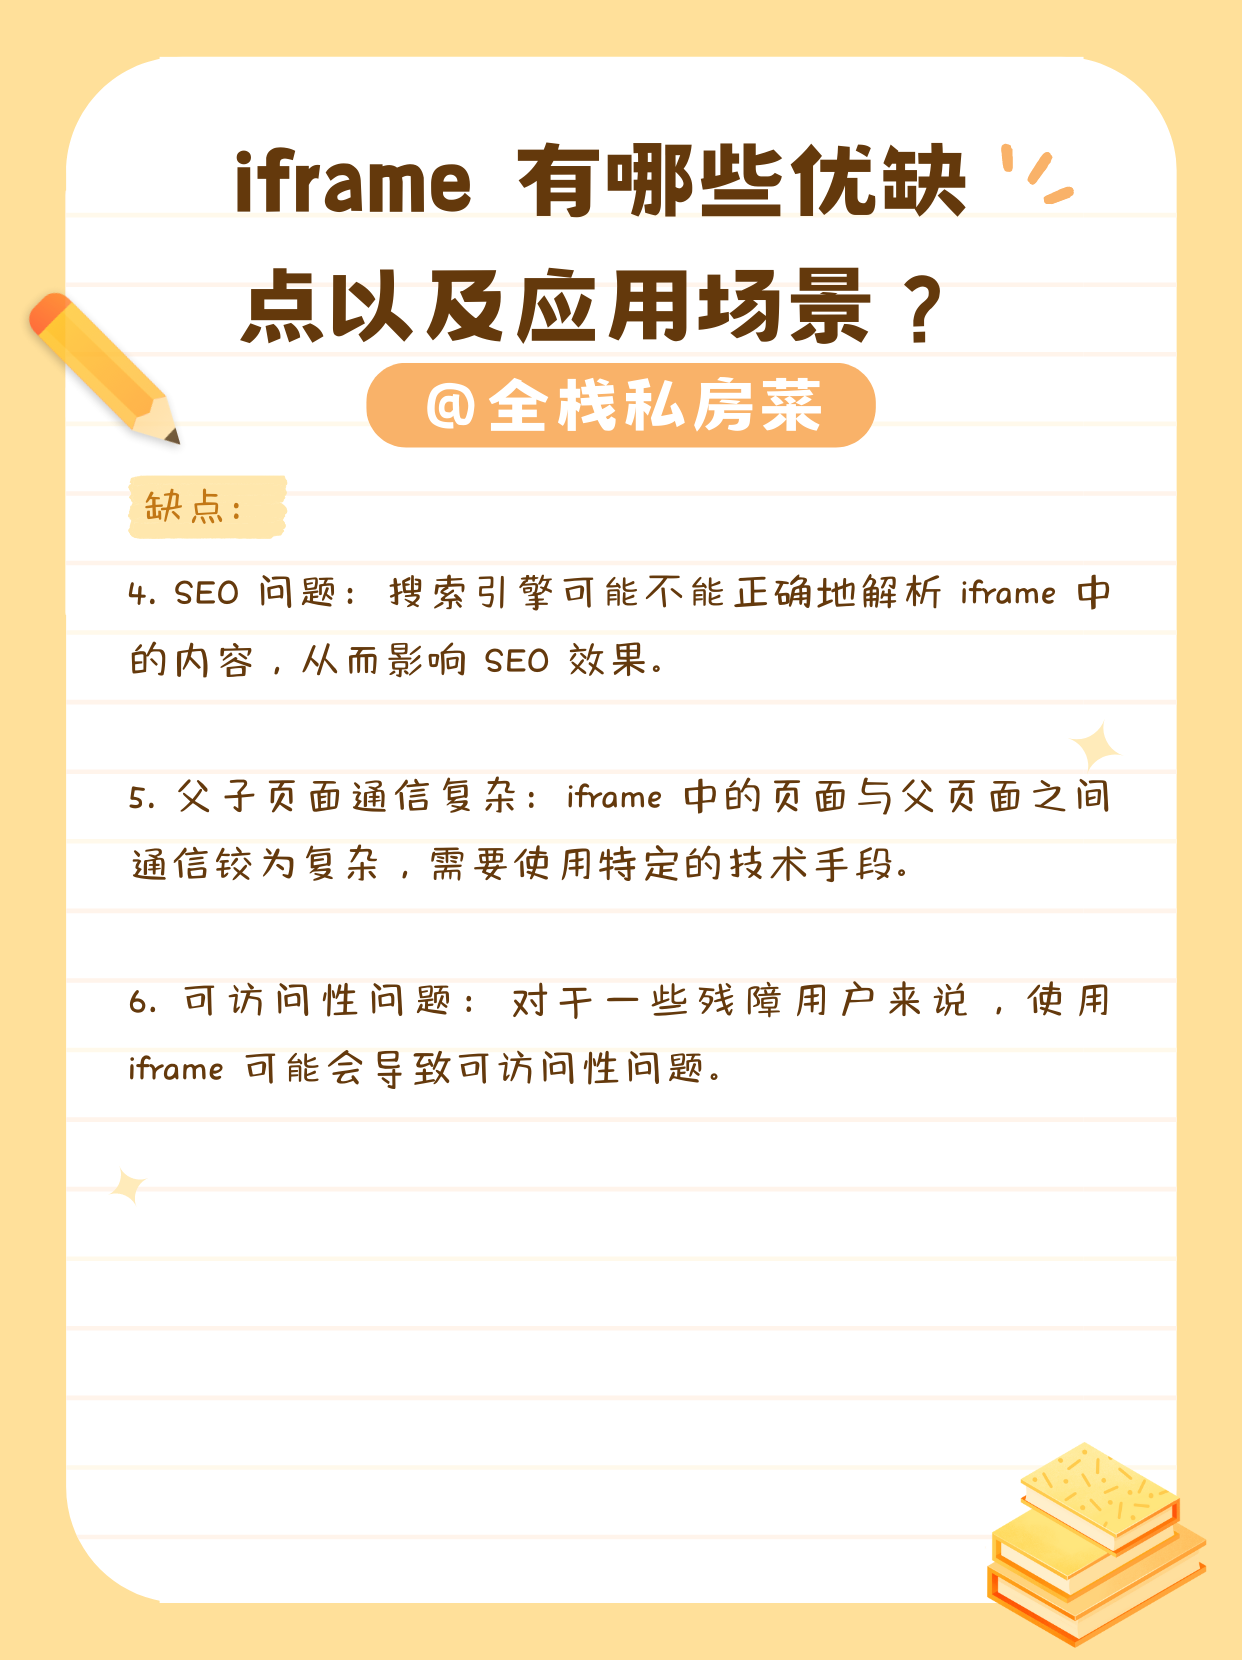 iframe 有哪些优缺
点以及应用场景？
@全栈私房菜
缺点：
4. SEO 问题：搜索引擎可能不能正确地解析 iframe 中
的内容，从而影响 SEO 效果。
5. 父子页面通信复杂：iframe 中的页面与父页面之间
通信较为复杂，需要使用特定的技术手段。
6. 可访问性问题：对于一些残障用户来说，使用
iframe 可能会导致可访问性问题。